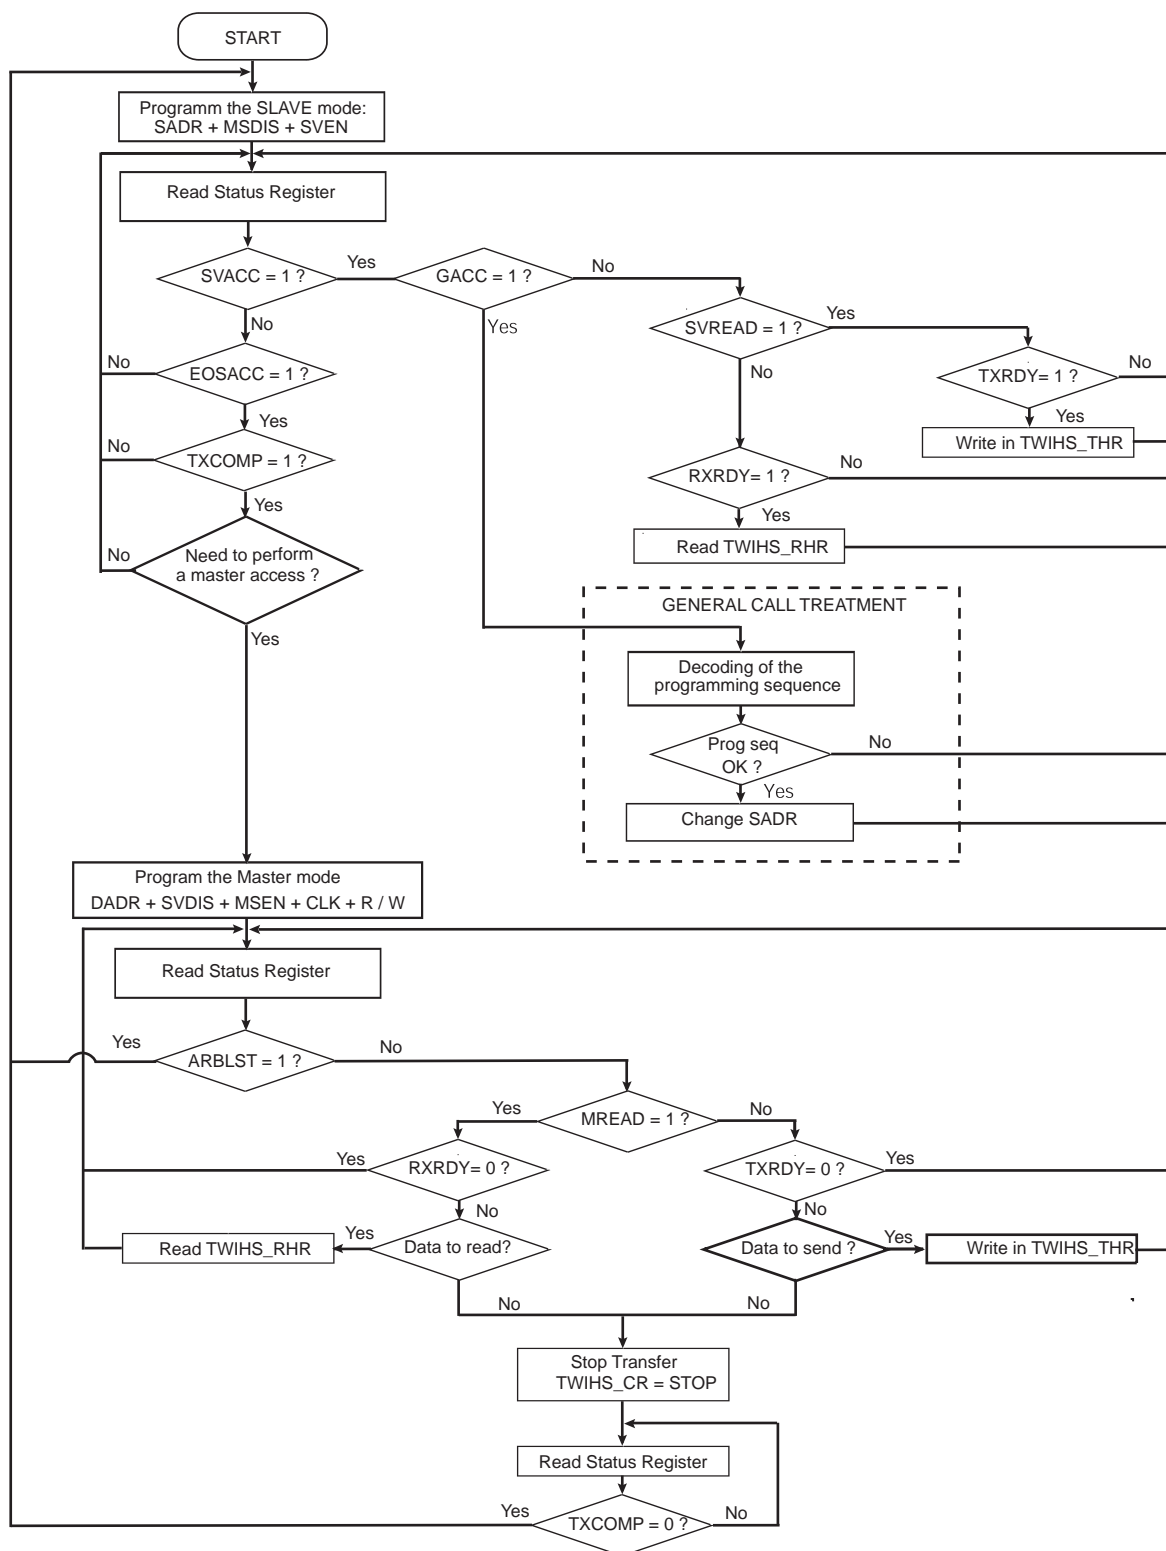 START
Programm the SLAVE mode:
SADR + MSDIS + SVEN
Read Status Register
SVACC = 1 ?
Yes
GACC = 1 ?
No
No
Yes
SVREAD = 1 ?
Yes
No
EOSACC = 1 ?
No
TXRDY= 1 ?
No
Yes
Yes
Write in TWIHS_THR
No
TXCOMP = 1 ?
RXRDY= 1 ?
No
Yes
Yes
No
Need to perform
a master access ?
Read TWIHS_RHR
Yes
GENERAL CALL TREATMENT
Decoding of the
programming sequence
Prog seq
OK ?
No
Yes
Change SADR
Program the Master mode
DADR + SVDIS + MSEN + CLK + R / W
Read Status Register
Yes
ARBLST = 1 ?
No
Yes
MREAD = 1 ?
No
Yes
RXRDY= 0 ?
TXRDY= 0 ?
Yes
No
No
Read TWIHS_RHR
Yes
Data to read?
Data to send ?
Yes
Write in TWIHS_THR
No
No
Stop Transfer
TWIHS_CR = STOP
Read Status Register
Yes
TXCOMP = 0 ?
No